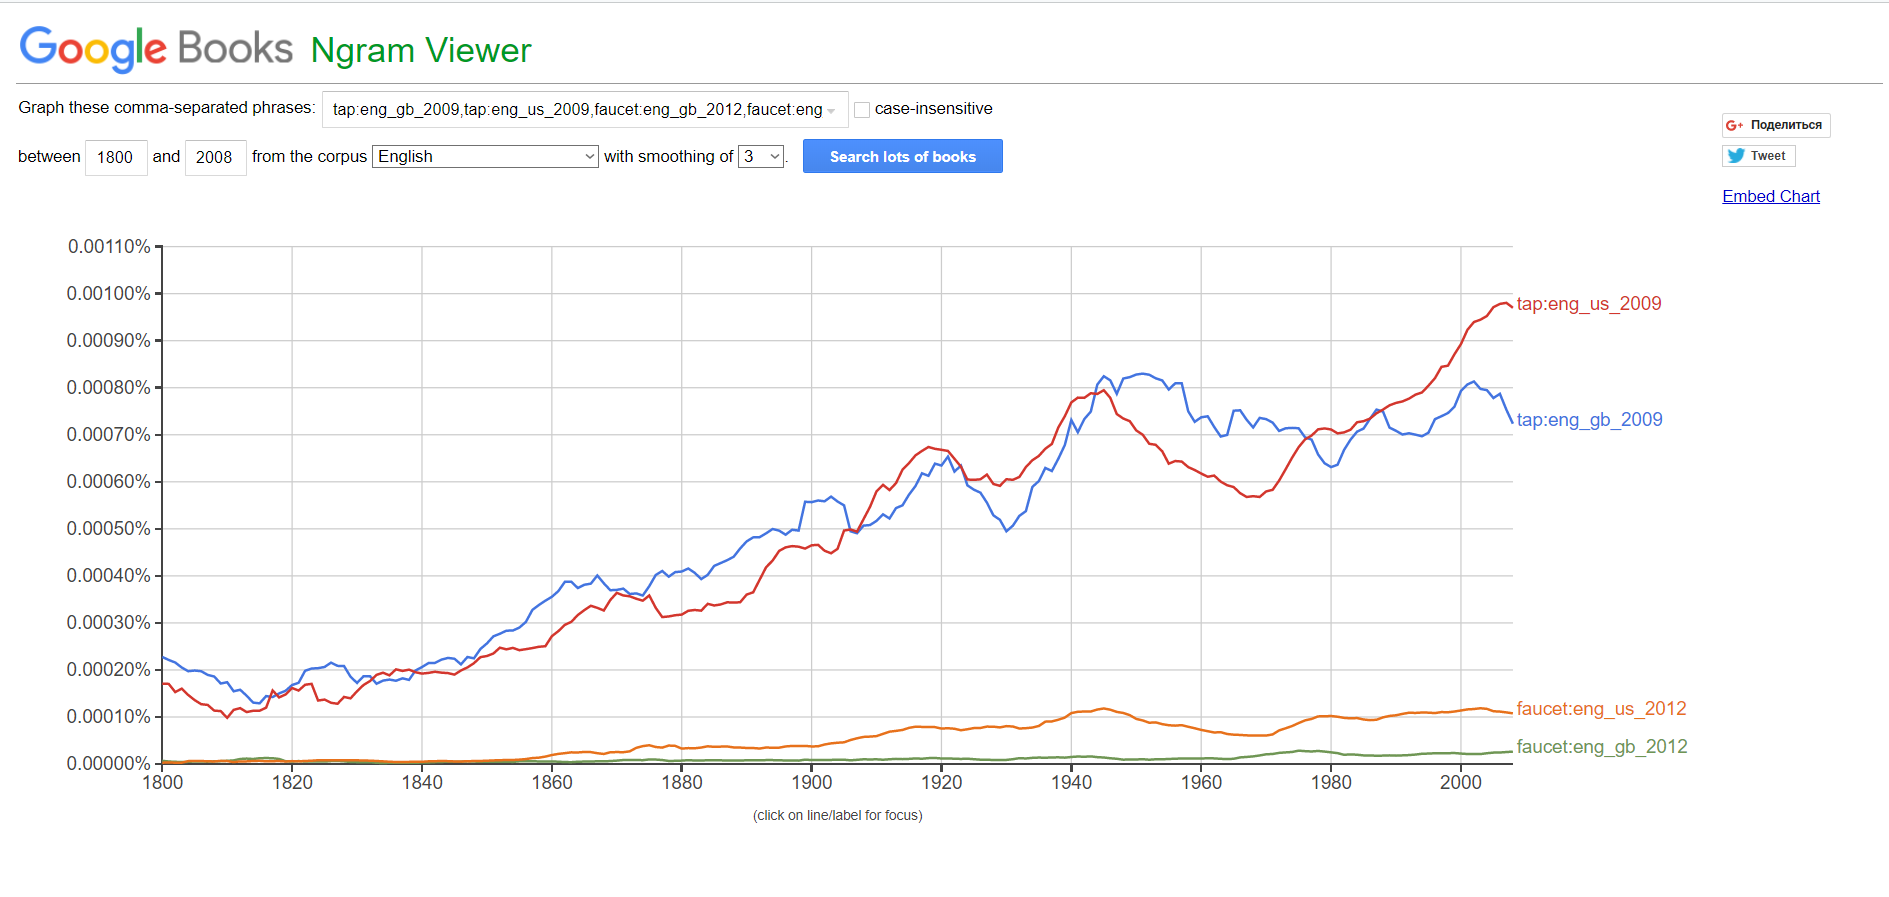 Google Books Ngram Viewer
Graph these comma-separated phrases: tap:eng_gb_2009,tap:eng_us_2009,faucet:eng_gb_2012,faucet:eng case-insensitive
between 1800 and 2008 from the corpus English with smoothing of 3 . Search lots of books
G+ Поделиться
Tweet
Embed Chart
0.00110%
0.00100%
0.00090%
0.00080%
0.00070%
0.00060%
0.00050%
0.00040%
0.00030%
0.00020%
0.00010%
0.00000%
tap:eng_us_2009
tap:eng_gb_2009
faucet:eng_us_2012
faucet:eng_gb_2012
1800 1820 1840 1860 1880 1900 1920 1940 1960 1980 2000
(click on line/label for focus)